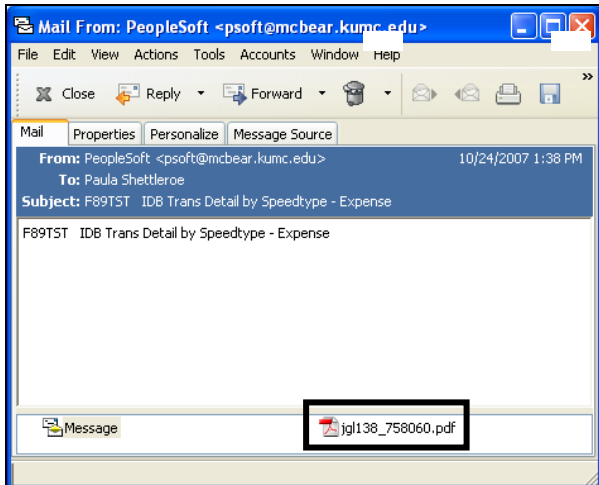 Mail From: PeopleSoft <psoft@mcbear.kumc.edu>
File Edit View Actions Tools Accounts Window Help
Close Reply Forward »
Mail Properties Personalize Message Source
From: PeopleSoft <psoft@mcbear.kumc.edu> 10/24/2007 1:38 PM
To: Paula Shettleroe
Subject: F89TST IDB Trans Detail by Speedtype - Expense
F89TST IDB Trans Detail by Speedtype - Expense
Message jgl138_758060.pdf